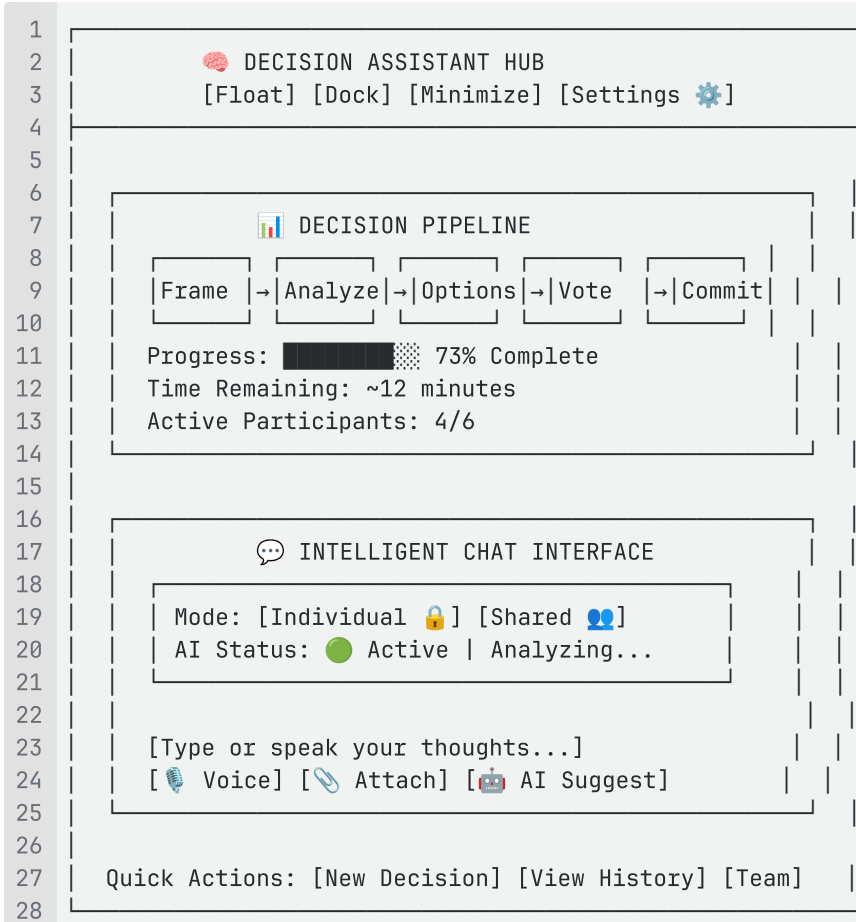 1
2 🧠 DECISION ASSISTANT HUB
3 [Float] [Dock] [Minimize] [Settings ⚙️]
4
5
6
7 📊 DECISION PIPELINE
8
9 │Frame │→│Analyze│→│Options│→│Vote │→│Commit│
10
11 Progress: ████████░░ 73% Complete
12 Time Remaining: ~12 minutes
13 Active Participants: 4/6
14
15
16
17 💬 INTELLIGENT CHAT INTERFACE
18
19 Mode: [Individual 🔒] [Shared 👥]
20 AI Status: 🟢 Active | Analyzing...
21
22
23 [Type or speak your thoughts...]
24 [🎙️ Voice] [📎 Attach] [🤖 AI Suggest]
25
26
27 Quick Actions: [New Decision] [View History] [Team]
28